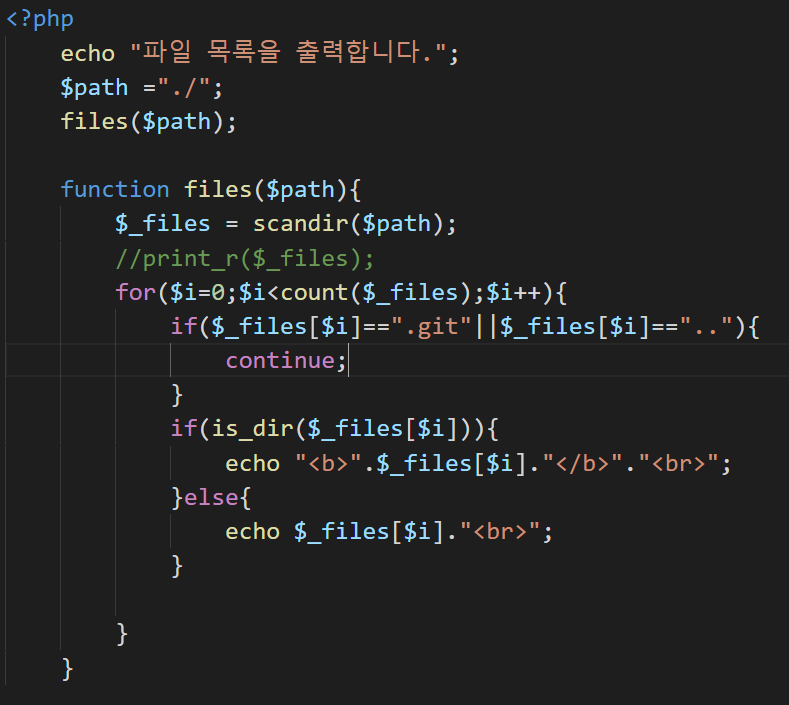 <?php
echo "파일 목록을 출력합니다.";
$path ="./";
files($path);
function files($path){
$_files = scandir($path);
//print_r($_files);
for($i=0;$i<count($_files);$i++){
if($_files[$i]==".git"||$_files[$i]==".."){
continue;
}
if(is_dir($_files[$i])){
echo "<b>".$_files[$i]."</b>"."<br>";
}else{
echo $_files[$i]."<br>";
}
}
}